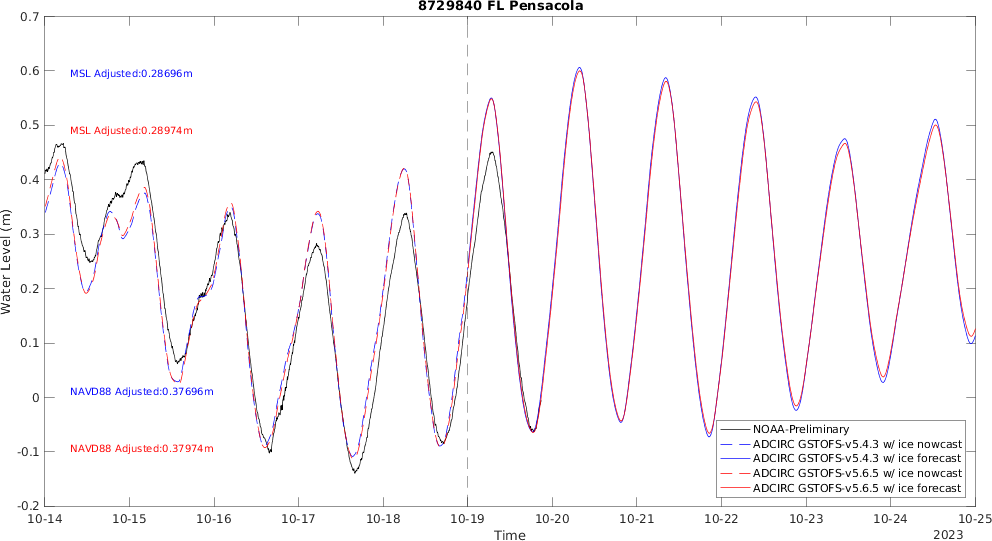 8729840 FL Pensacola
0.7
0.6
0.5
0.4
0.3
0.2
0.1
0
-0.1
-0.2
Water Level (m)
MSL Adjusted:0.28696m
MSL Adjusted:0.28974m
NAVD88 Adjusted:0.37696m
NAVD88 Adjusted:0.37974m
NOAA-Preliminary
ADCIRC GSTOFS-v5.4.3 w/ ice nowcast
ADCIRC GSTOFS-v5.4.3 w/ ice forecast
ADCIRC GSTOFS-v5.6.5 w/ ice nowcast
ADCIRC GSTOFS-v5.6.5 w/ ice forecast
10-14 10-15 10-16 10-17 10-18 10-19 10-20 10-21 10-22 10-23 10-24 10-25
Time
2023